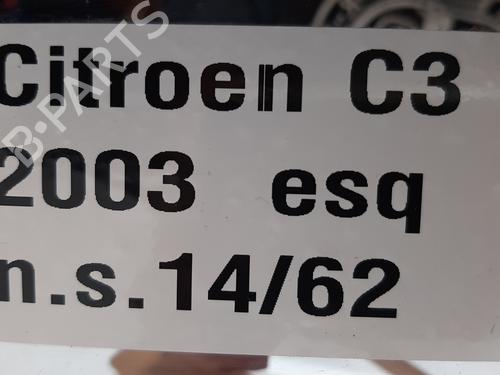 Citroen C3
2003 esq
n.s.14/62
B-PARTS